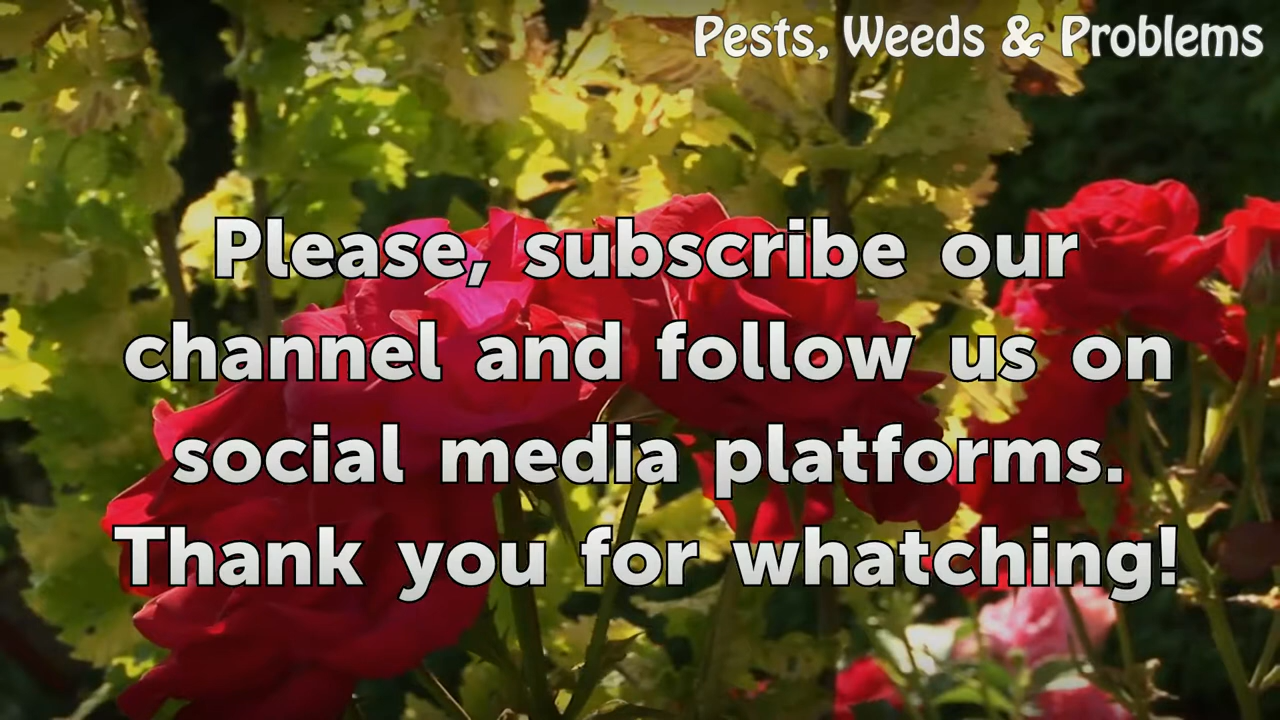 Pests, Weeds & Problems
Please, subscribe our
channel and follow us on
social media platforms.
Thank you for whatching!